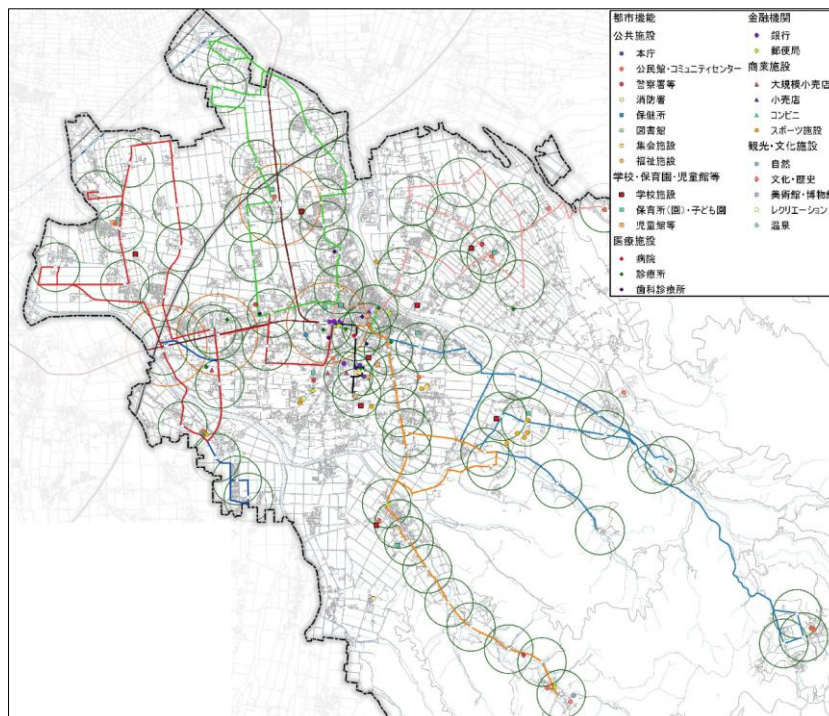 都市機能
公共施設
本庁
公民館・コミュニティセンター
警察署等
消防署
保健所
図書館
集会施設
福祉施設
学校・保育園・児童館等
学校施設
保育所(園)・子ども園
児童館等
医療施設
病院
診療所
歯科診療所
金融機関
銀行
郵便局
商業施設
大規模小売店
小売店
コンビニ
スポーツ施設
観光・文化施設
自然
文化・歴史
美術館・博物館
レクリエーション
温泉